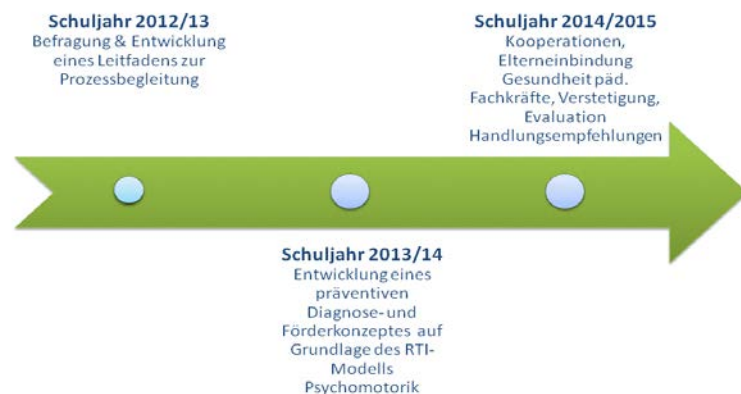 Schuljahr 2012/13
Befragung & Entwicklung
eines Leitfadens zur
Prozessbegleitung
Schuljahr 2013/14
Entwicklung eines
präventiven
Diagnose- und
Förderkonzeptes auf
Grundlage des RTI-
Modells
Psychomotorik
Schuljahr 2014/2015
Kooperationen,
Elterneinbindung
Gesundheit päd.
Fachkräfte, Verstetigung,
Evaluation
Handlungsempfehlungen